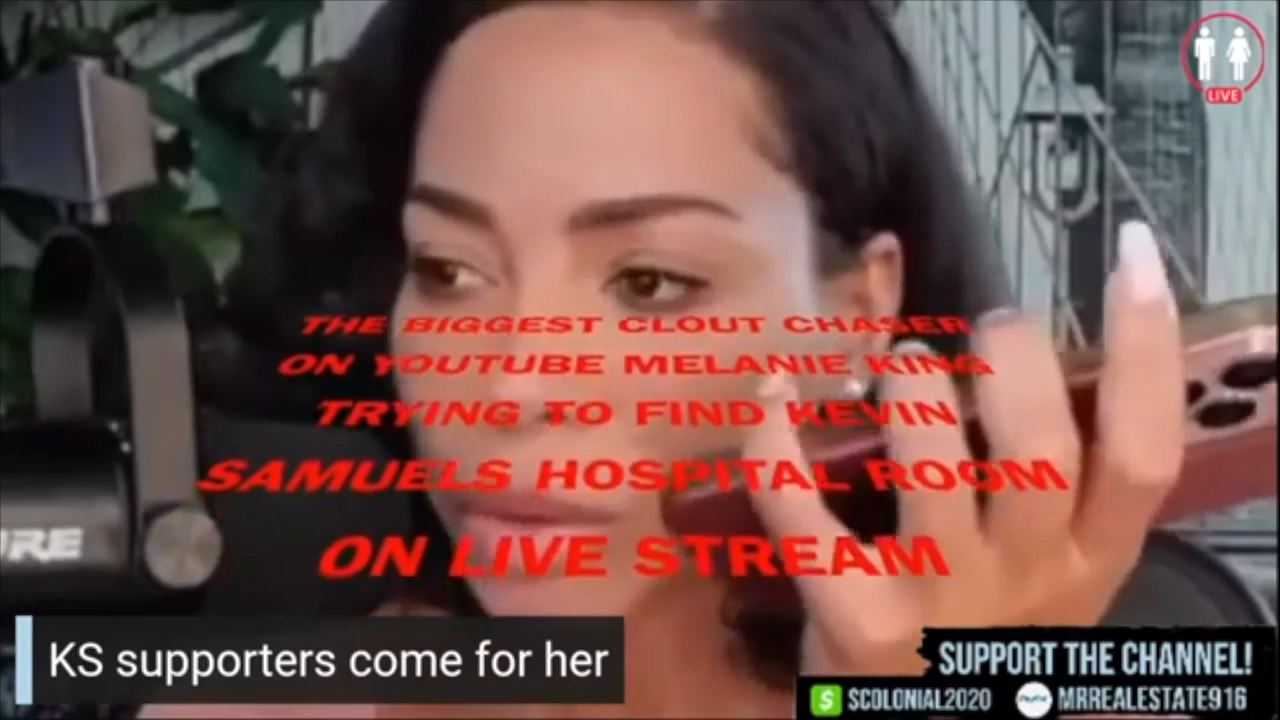 LIVE
THE BIGGEST CLOUT CHASER
ON YOUTUBE MELANIE KING
TRYING TO FIND KEVIN
SAMUELS HOSPITAL ROOM
ON LIVE STREAM
KS supporters come for her
SUPPORT THE CHANNEL!
$COLONIAL2020
MRREALESTATE916